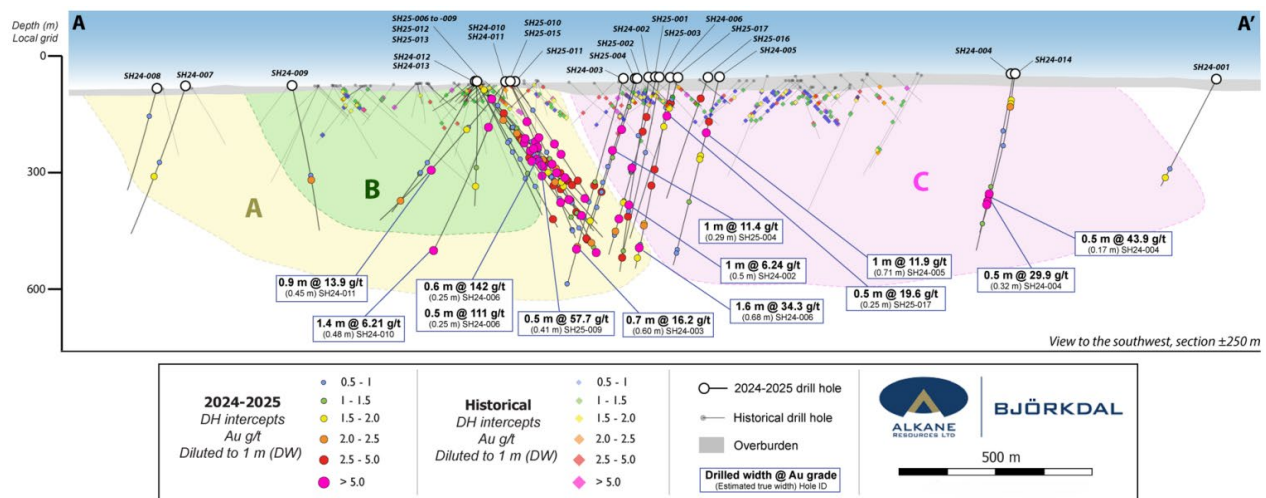 Depth (m)
Local grid
A
A'
0
300
600
SH24-008
SH24-007
SH24-009
SH25-006 to -009
SH25-012
SH25-013
SH24-012
SH24-013
SH24-010
SH24-011
SH25-010
SH25-015
SH25-011
SH24-003
SH25-004
SH25-002
SH24-002
SH25-001
SH25-003
SH24-006
SH25-017
SH25-016
SH24-005
SH24-004
SH24-014
SH24-001
A
B
C
0.9 m @ 13.9 g/t
(0.45 m) SH24-011
1.4 m @ 6.21 g/t
(0.48 m) SH24-010
0.6 m @ 142 g/t
(0.25 m) SH24-006
0.5 m @ 111 g/t
(0.25 m) SH24-006
0.5 m @ 57.7 g/t
(0.41 m) SH25-009
0.7 m @ 16.2 g/t
(0.60 m) SH24-003
1.6 m @ 34.3 g/t
(0.68 m) SH24-006
1 m @ 6.24 g/t
(0.5 m) SH24-002
1 m @ 11.4 g/t
(0.29 m) SH25-004
1 m @ 11.9 g/t
(0.71 m) SH24-005
0.5 m @ 19.6 g/t
(0.25 m) SH25-017
0.5 m @ 29.9 g/t
(0.32 m) SH24-004
0.5 m @ 43.9 g/t
(0.17 m) SH24-004
View to the southwest, section ±250 m
2024-2025
DH intercepts
Au g/t
Diluted to 1 m (DW)
0.5 - 1
1 - 1.5
1.5 - 2.0
2.0 - 2.5
2.5 - 5.0
> 5.0
Historical
DH intercepts
Au g/t
Diluted to 1 m (DW)
0.5 - 1
1 - 1.5
1.5 - 2.0
2.0 - 2.5
2.5 - 5.0
> 5.0
2024-2025 drill hole
Historical drill hole
Overburden
Drilled width @ Au grade
(Estimated true width) Hole ID
ALKANE
RESOURCES LTD
BJÖRKDAL
500 m